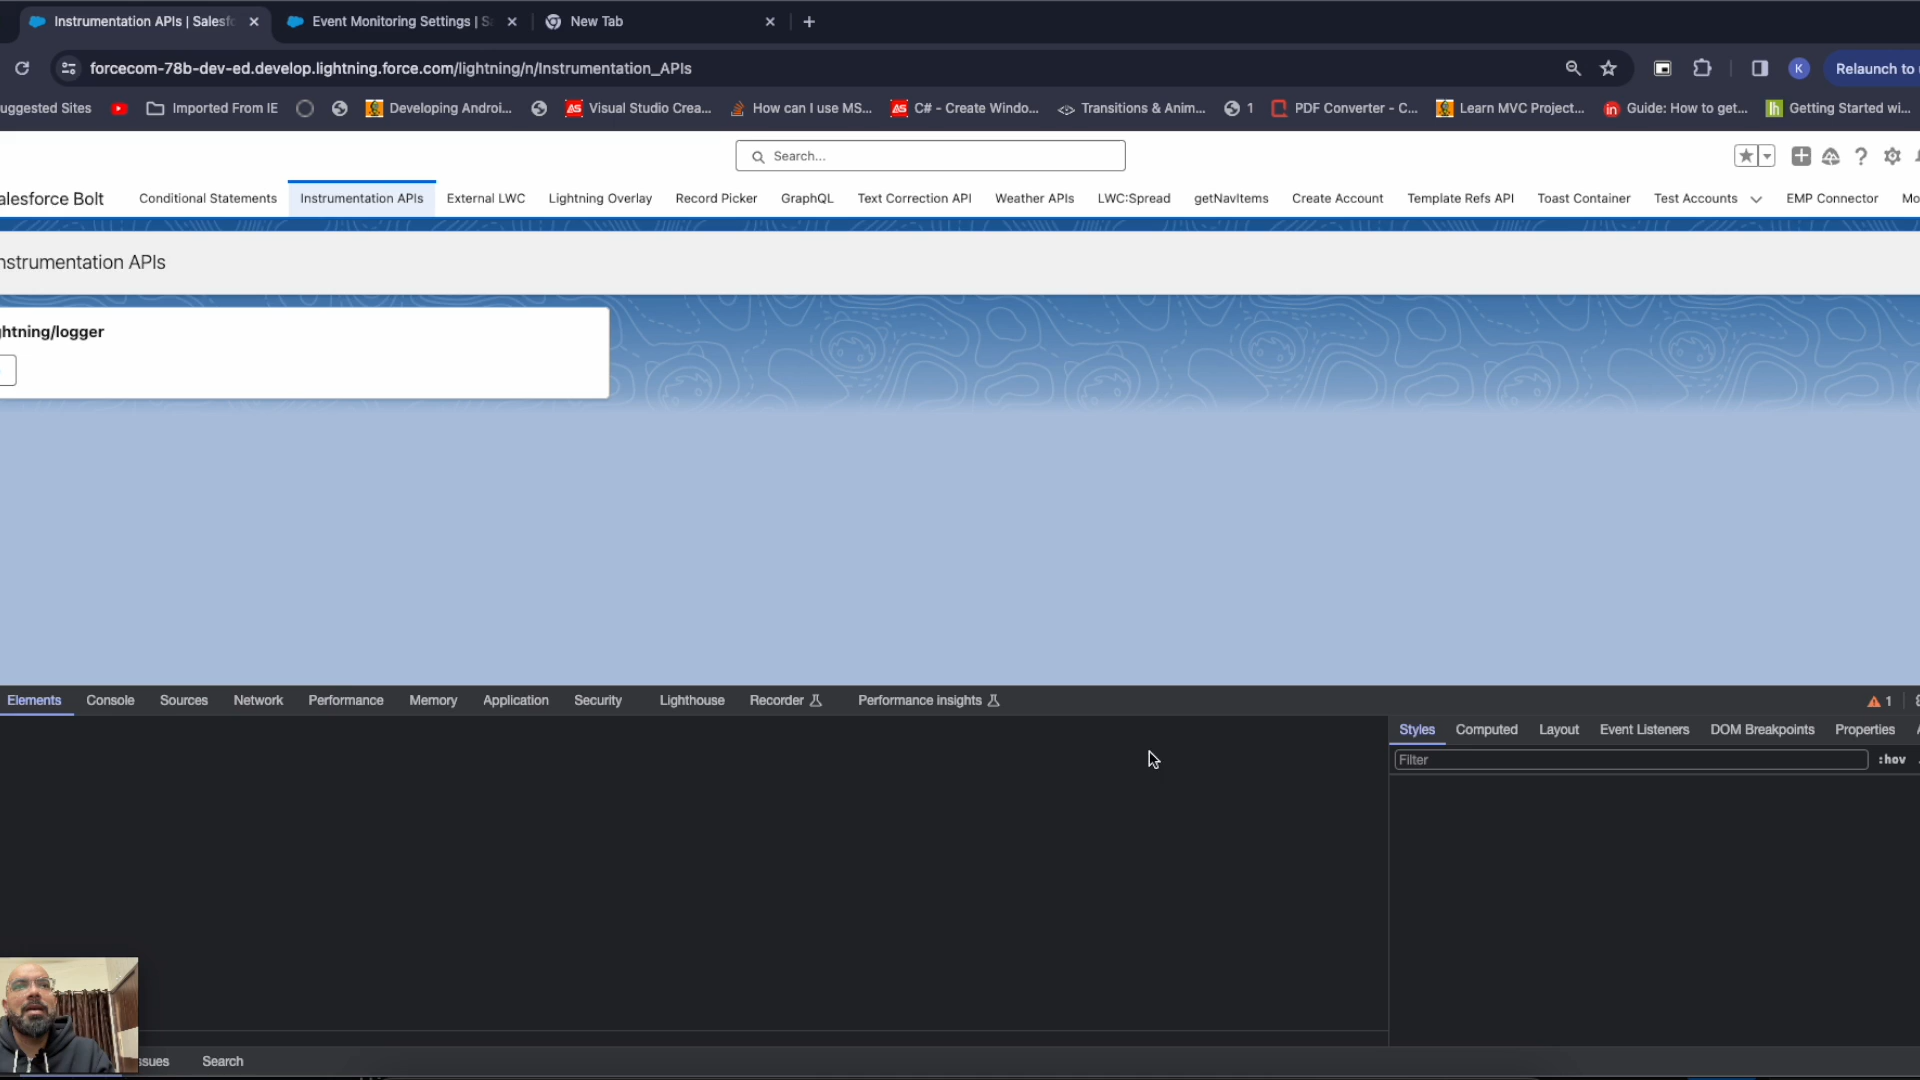 Instrumentation APIs | Salesf
Event Monitoring Settings | S
New Tab
forcecom-78b-dev-ed.develop.lightning.force.com/lightning/n/Instrumentation_APIs
K
Relaunch to
uggested Sites
Imported From IE
Developing Androi...
Visual Studio Crea...
How can I use MS...
C# - Create Windo...
Transitions & Anim...
1
PDF Converter - C...
Learn MVC Project...
Guide: How to get...
Getting Started wi...
Search...
alesforce Bolt
Conditional Statements
Instrumentation APIs
External LWC
Lightning Overlay
Record Picker
GraphQL
Text Correction API
Weather APIs
LWC:Spread
getNavItems
Create Account
Template Refs API
Toast Container
Test Accounts
EMP Connector
Mo
nstrumentation APIs
ghtning/logger
Elements
Console
Sources
Network
Performance
Memory
Application
Security
Lighthouse
Recorder
Performance insights
1
Styles
Computed
Layout
Event Listeners
DOM Breakpoints
Properties
Filter
:hov
ssues
Search